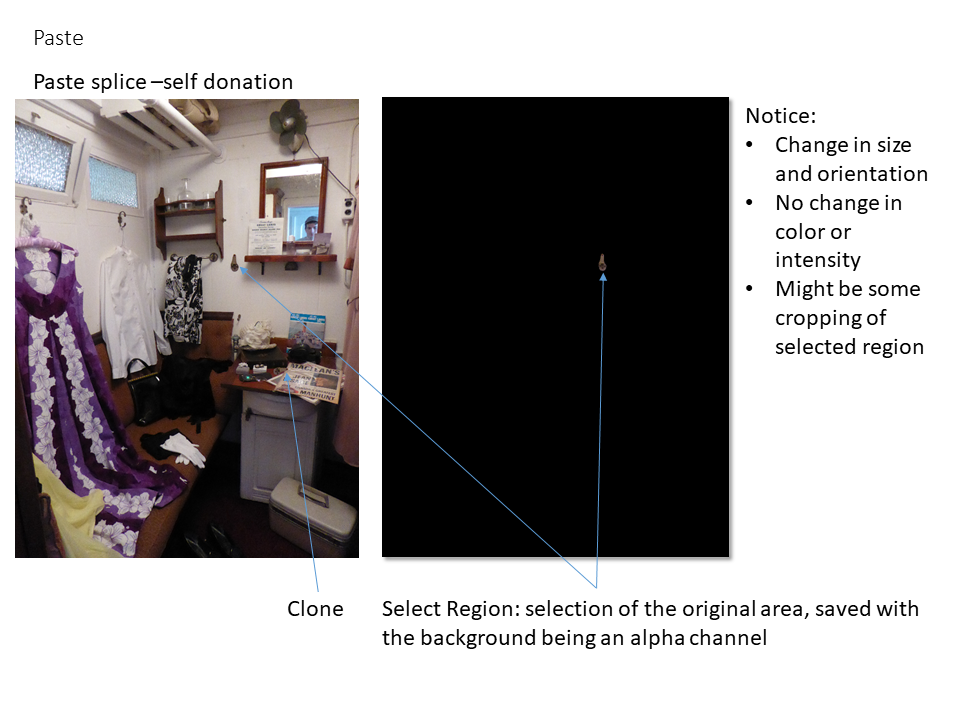 Paste
Paste splice –self donation
Notice:
• Change in size
and orientation
• No change in
color or
intensity
• Might be some
cropping of
selected region
MACLEAN'S
MANHUNT
Clone
Select Region: selection of the original area, saved with
the background being an alpha channel